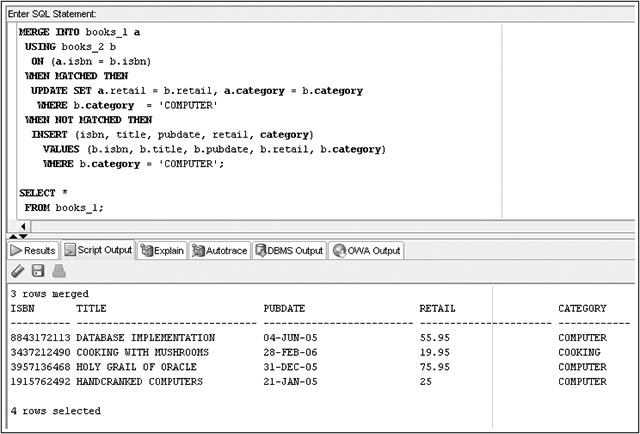 Enter SQL Statement:
MERGE INTO books_1 a
USING books_2 b
ON (a.isbn = b.isbn)
WHEN MATCHED THEN
UPDATE SET a.retail = b.retail, a.category = b.category
WHERE b.category = 'COMPUTER'
WHEN NOT MATCHED THEN
INSERT (isbn, title, pubdate, retail, category)
VALUES (b.isbn, b.title, b.pubdate, b.retail, b.category)
WHERE b.category = 'COMPUTER';
SELECT *
FROM books_1;
Results Script Output Explain Autotrace DBMS Output OWA Output
3 rows merged
ISBN TITLE PUBDATE RETAIL CATEGORY
---------- ------------------------------ ------------------------- ---------------------- ------------
8843172113 DATABASE IMPLEMENTATION 04-JUN-05 55.95 COMPUTER
3437212490 COOKING WITH MUSHROOMS 28-FEB-06 19.95 COOKING
3957136468 HOLY GRAIL OF ORACLE 31-DEC-05 75.95 COMPUTER
1915762492 HANDCRANKED COMPUTERS 21-JAN-05 25 COMPUTER
4 rows selected